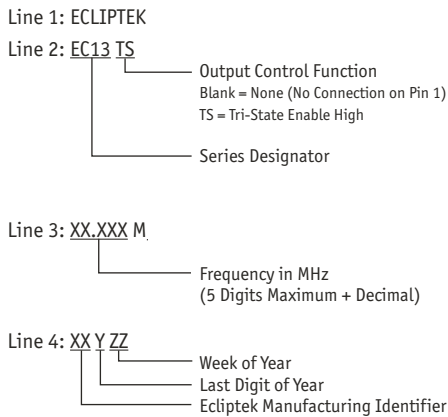 Line 1: ECLIPTEK
Line 2: EC13 TS
Output Control Function
Blank = None (No Connection on Pin 1)
TS = Tri-State Enable High
Series Designator
Line 3: XX.XXX M
Frequency in MHz
(5 Digits Maximum + Decimal)
Line 4: XX Y ZZ
Week of Year
Last Digit of Year
Ecliptek Manufacturing Identifier